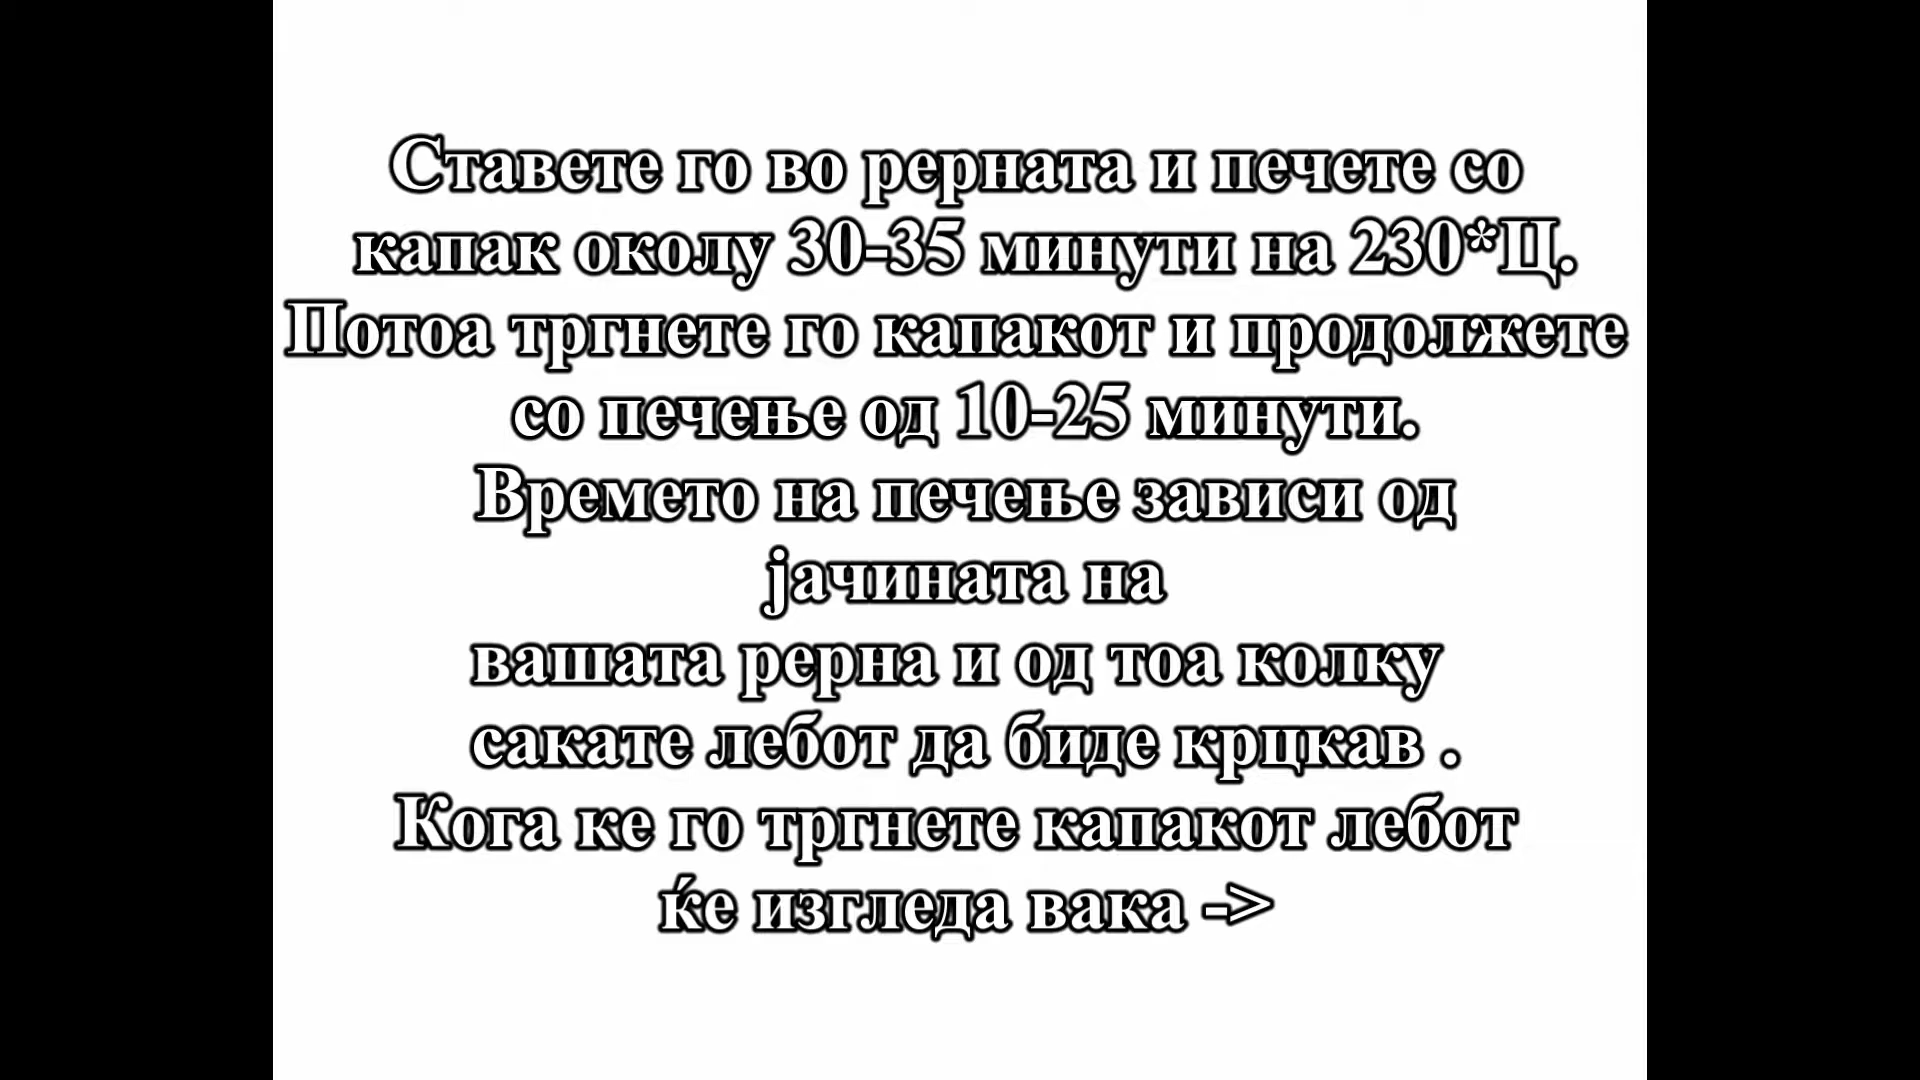 Ставете го во рерната и печете со
капак околу 30-35 минути на 230*Ц.
Потоа тргнете го капакот и продолжете
со печење од 10-25 минути.
Времето на печење зависи од
јачината на
вашата рерна и од тоа колку
сакате лебот да биде крцкав .
Кога ке го тргнете капакот лебот
ќе изгледа вака ->